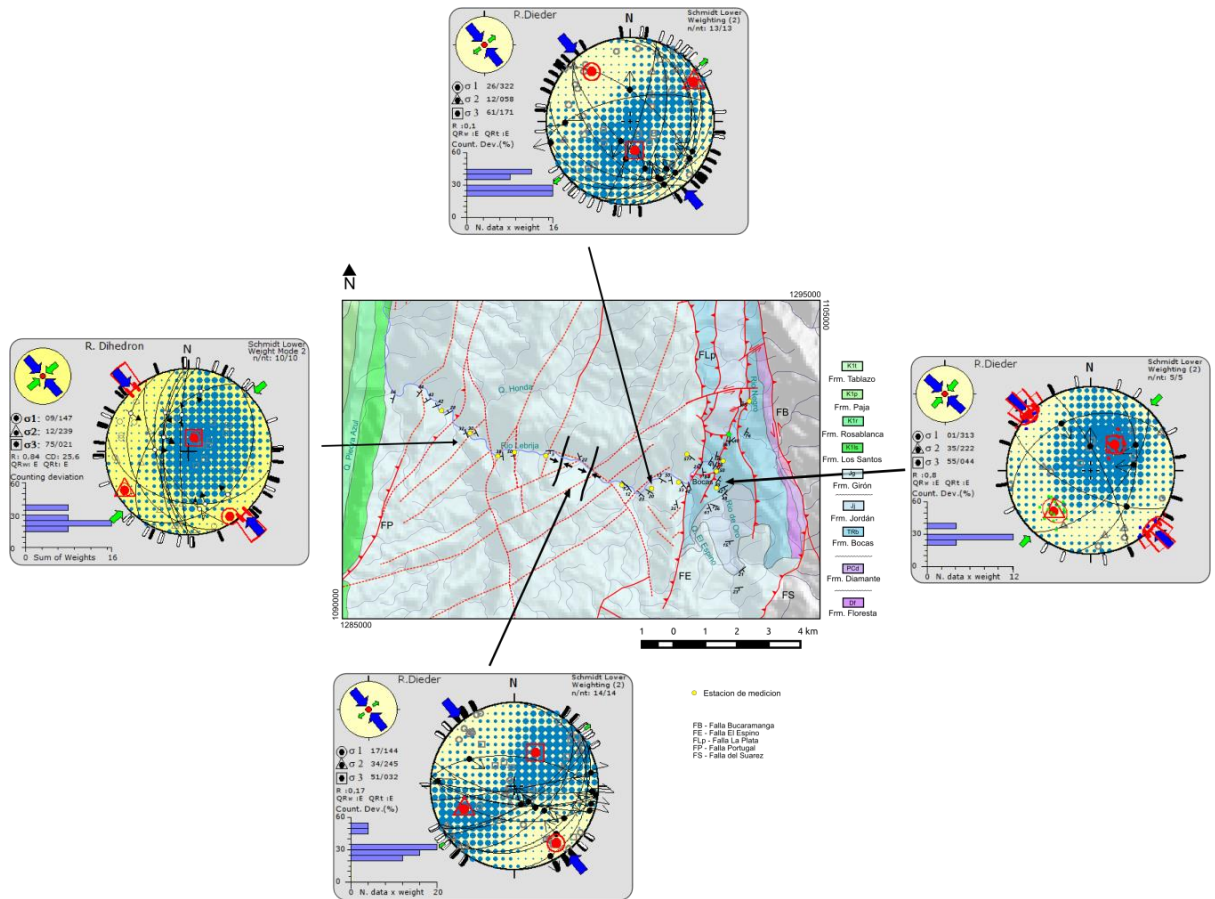 R.Dieder
Schmidt Lower
Weighting (2)
n/nt: 13/13
N
σ 1 26/322
σ 2 12/058
σ 3 61/171
R :0,1
QRw :E QRt :E
Count. Dev.(%)
60
30
0
0 N. data x weight 16
R. Dihedron
Schmidt Lower
Weight Mode 2
n/nt: 10/10
N
σ1: 09/147
σ2: 12/239
σ3: 75/021
R: 0.84 CD: 25,6
QRw: E QRt: E
Counting deviation
60
30
0
0 Sum of Weights 16
N
1295000
1105000
1090000
1285000
Q. Piedra Azul
Q. Honda
Rio Lebrija
Q. El Espino
Rio de Oro
Rio Negro
Bocas
FLp
FB
FP
FE
FS
1 0 1 2 3 4 km
K1t
Frm. Tablazo
K1p
Frm. Paja
K1r
Frm. Rosablanca
K1ls
Frm. Los Santos
Jg
Frm. Girón
Jj
Frm. Jordán
TRb
Frm. Bocas
PCd
Frm. Diamante
Df
Frm. Floresta
R.Dieder
Schmidt Lower
Weighting (2)
n/nt: 5/5
N
σ 1 01/313
σ 2 35/222
σ 3 55/044
R :0,8
QRw :E QRt :E
Count. Dev.(%)
60
30
0
0 N. data x weight 12
R.Dieder
Schmidt Lower
Weighting (2)
n/nt: 14/14
N
σ 1 17/144
σ 2 34/245
σ 3 51/032
R :0,17
QRw :E QRt :E
Count. Dev.(%)
60
30
0
0 N. data x weight 20
Estacion de medicion
FB - Falla Bucaramanga
FE - Falla El Espino
FLp - Falla La Plata
FP - Falla Portugal
FS - Falla del Suarez